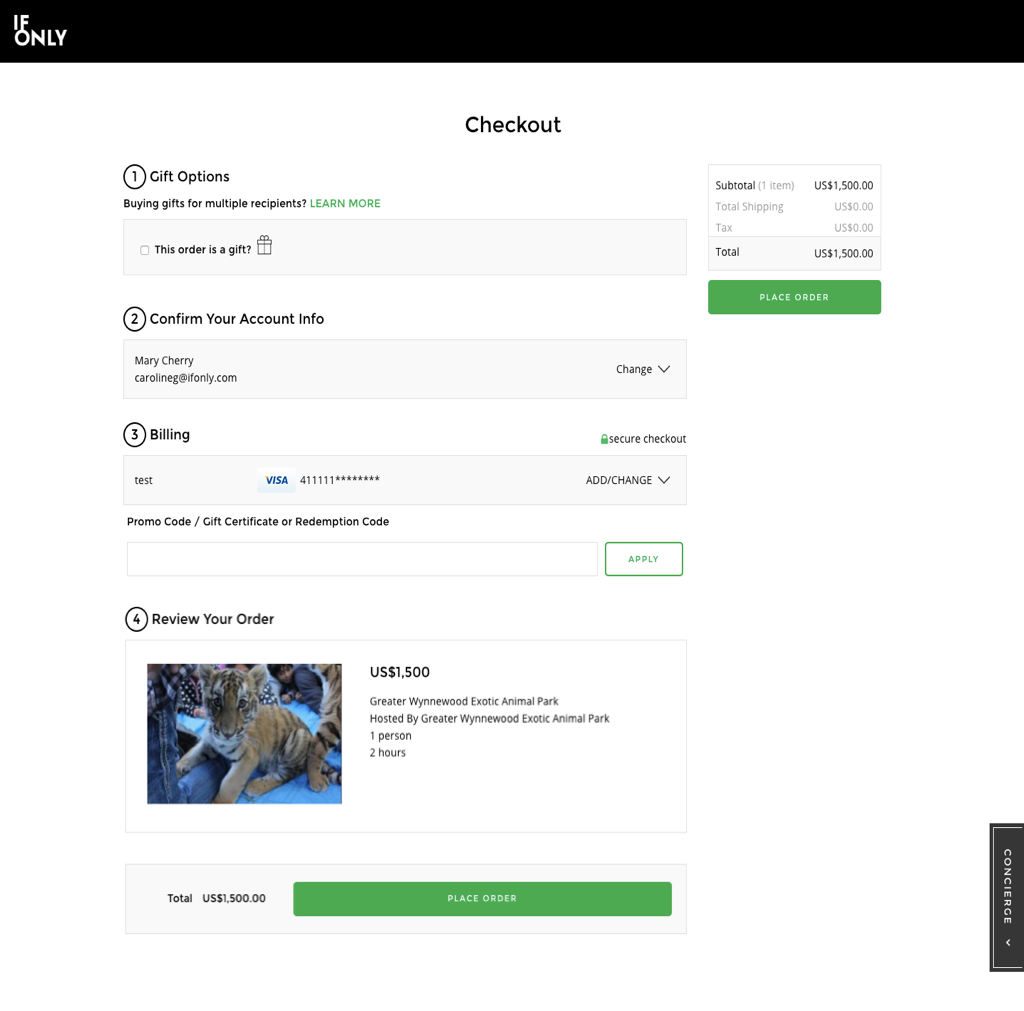 IF
ONLY
Checkout
1 Gift Options
Buying gifts for multiple recipients? LEARN MORE
This order is a gift?
2 Confirm Your Account Info
Mary Cherry
carolineg@ifonly.com
Change
3 Billing
secure checkout
test VISA 411111******** ADD/CHANGE
Promo Code / Gift Certificate or Redemption Code
APPLY
4 Review Your Order
US$1,500
Greater Wynnewood Exotic Animal Park
Hosted By Greater Wynnewood Exotic Animal Park
1 person
2 hours
Total US$1,500.00 PLACE ORDER
Subtotal (1 item) US$1,500.00
Total Shipping US$0.00
Tax US$0.00
Total US$1,500.00
PLACE ORDER
CONCIERGE